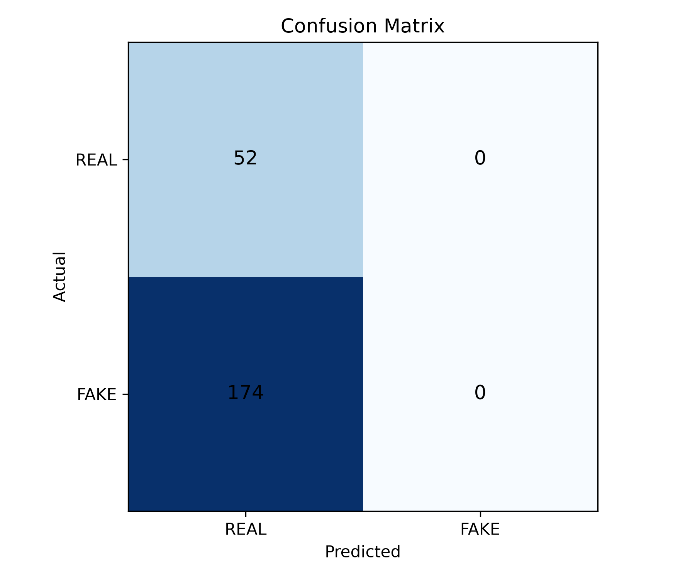 Confusion Matrix
REAL
52
0
Actual
FAKE
174
0
REAL
FAKE
Predicted